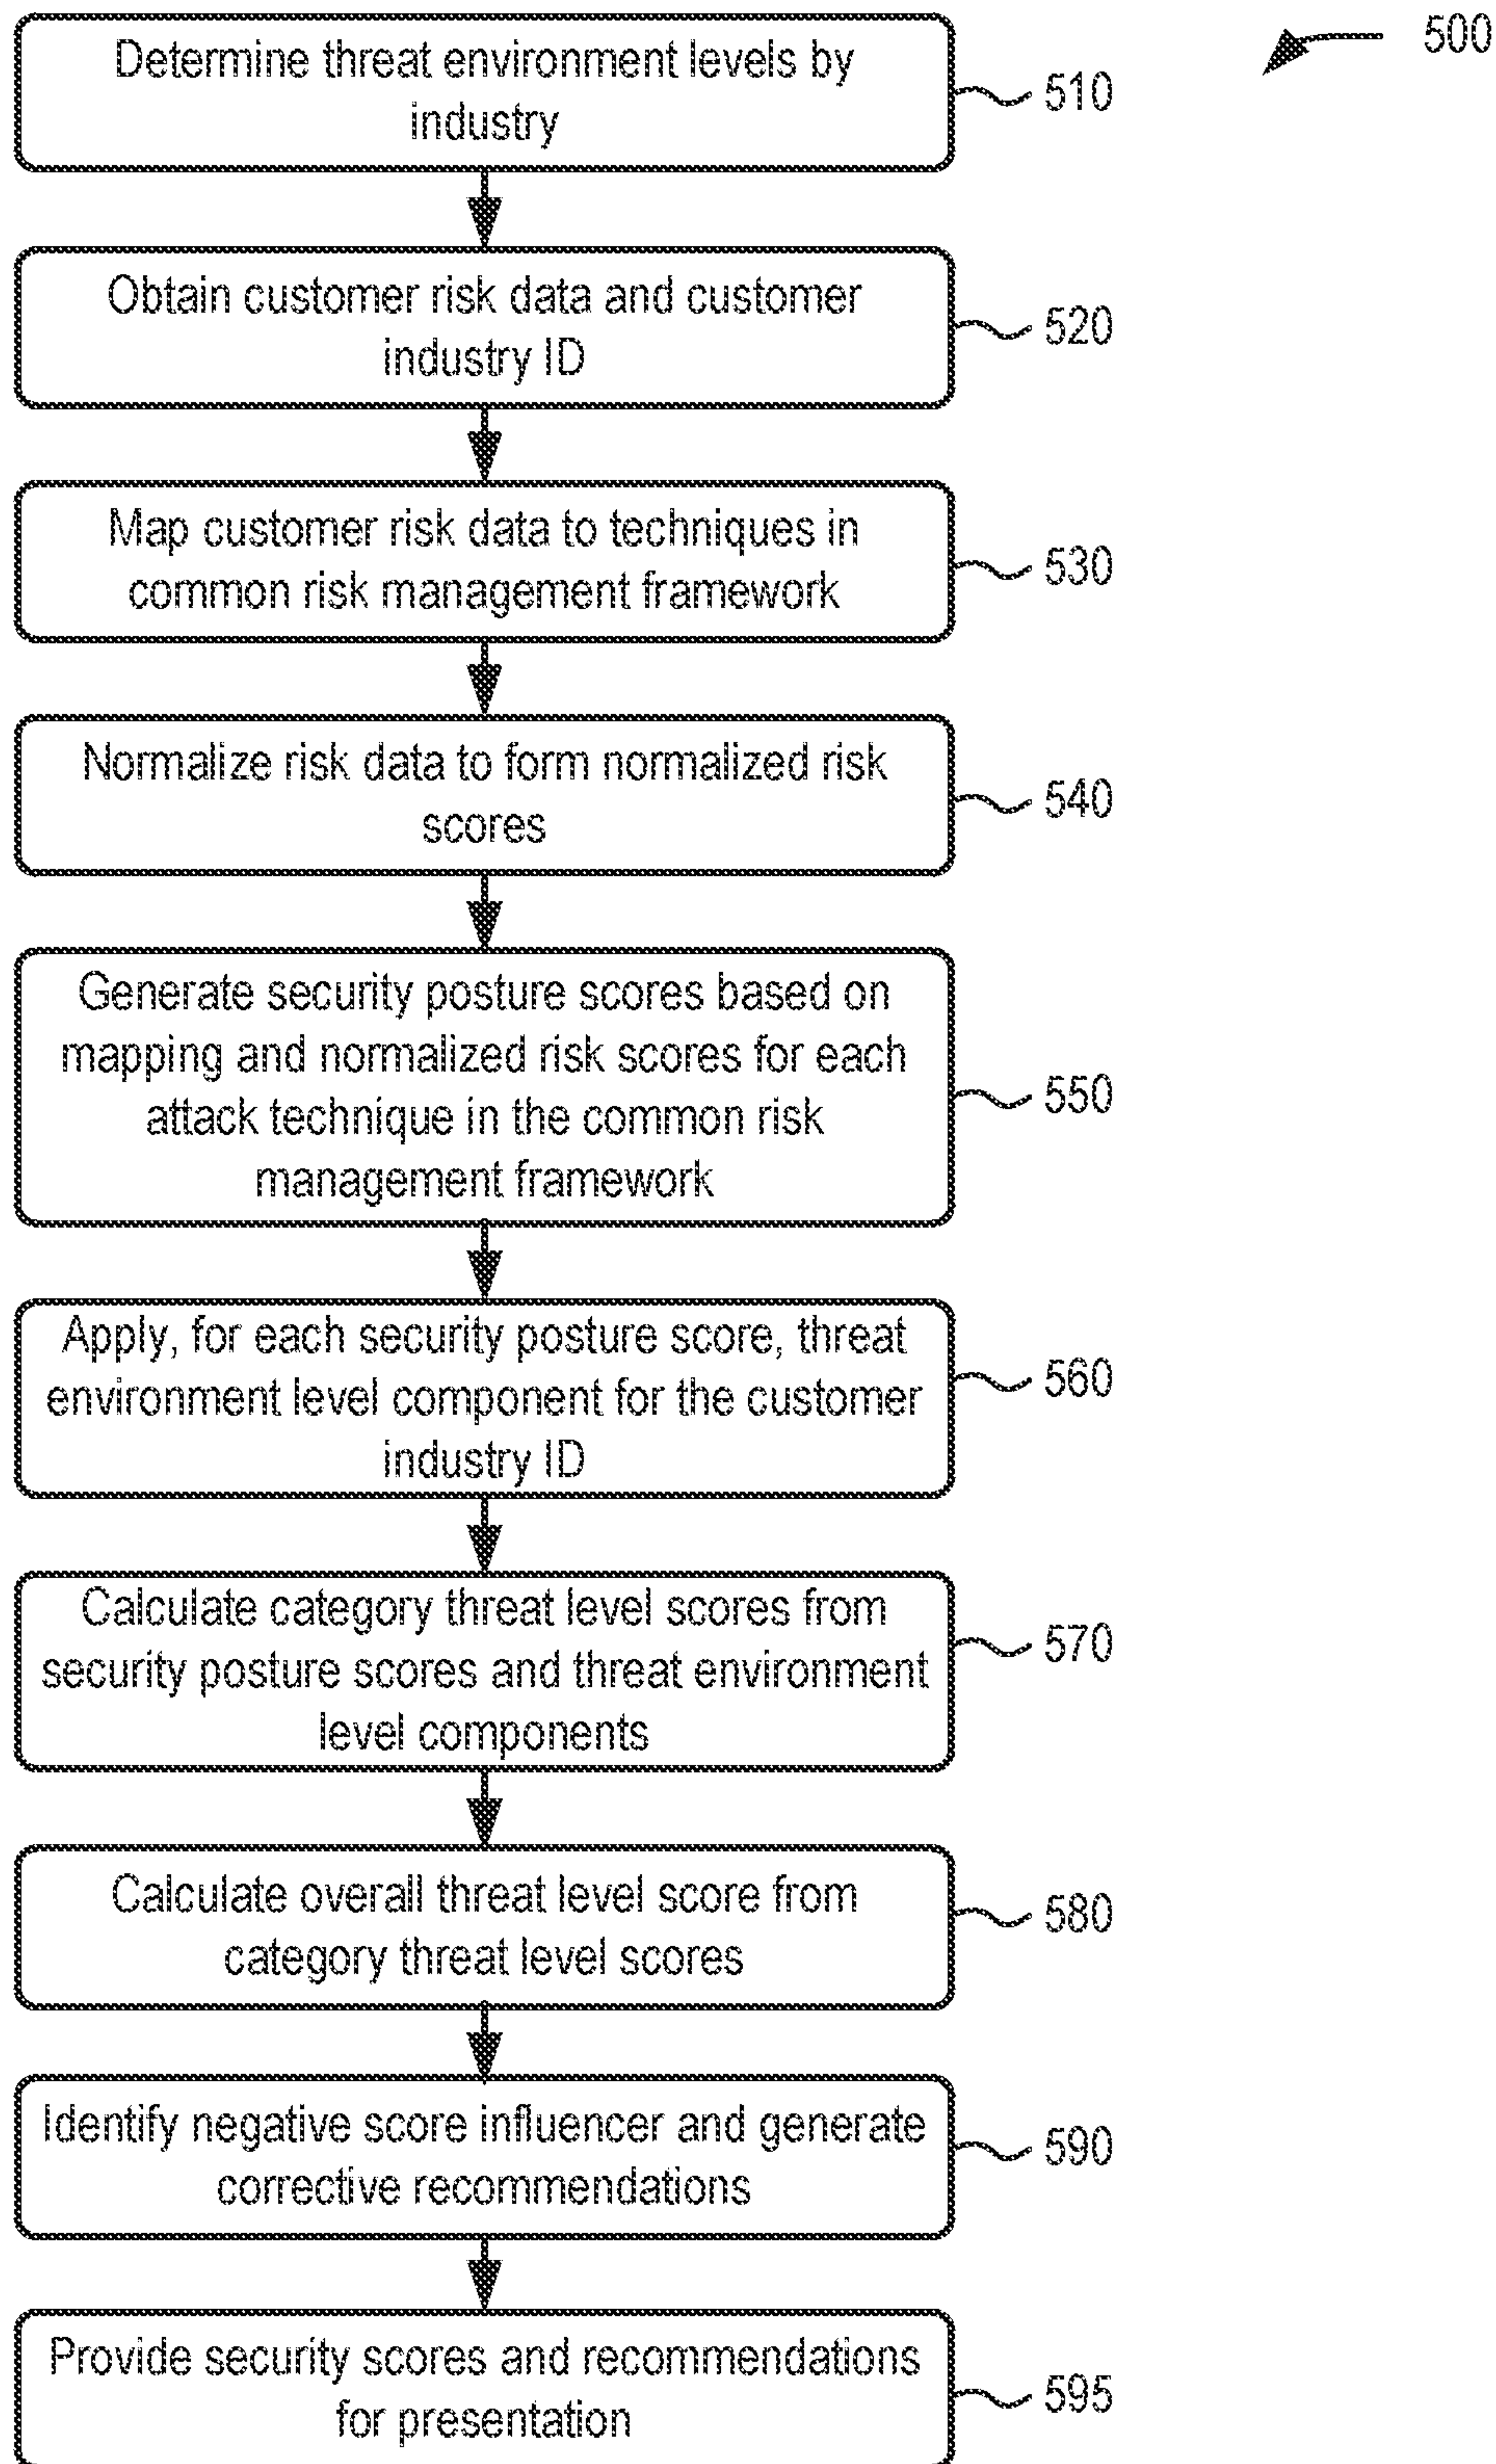 500
Determine threat environment levels by
industry
510
Obtain customer risk data and customer
industry ID
520
Map customer risk data to techniques in
common risk management framework
530
Normalize risk data to form normalized risk
scores
540
Generate security posture scores based on
mapping and normalized risk scores for each
attack technique in the common risk
management framework
550
Apply, for each security posture score, threat
environment level component for the customer
industry ID
560
Calculate category threat level scores from
security posture scores and threat environment
level components
570
Calculate overall threat level score from
category threat level scores
580
Identify negative score influencer and generate
corrective recommendations
590
Provide security scores and recommendations
for presentation
595